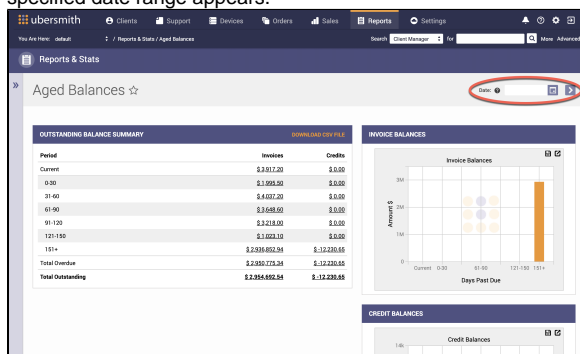 specified date range appears.
ubersmith Clients Support Devices Orders Sales Reports Settings
You Are Here: default / Reports & Stats / Aged Balances Search Client Manager for More Advanced
Reports & Stats
Aged Balances Date:
OUTSTANDING BALANCE SUMMARY DOWNLOAD CSV FILE
Period Invoices Credits
Current $ 3,917.20 $ 0.00
0-30 $ 1,995.50 $ 0.00
31-60 $ 4,037.20 $ 0.00
61-90 $ 3,648.60 $ 0.00
91-120 $ 3,218.00 $ 0.00
121-150 $ 1,023.10 $ 0.00
151+ $ 2,936,852.94 $ -12,230.65
Total Overdue $ 2,950,775.34 $ -12,230.65
Total Outstanding $ 2,954,692.54 $ -12,230.65
INVOICE BALANCES
Invoice Balances
Amount $
3M
2M
1M
0
Current 0-30 61-90 121-150 151+
Days Past Due
CREDIT BALANCES
Credit Balances
14k